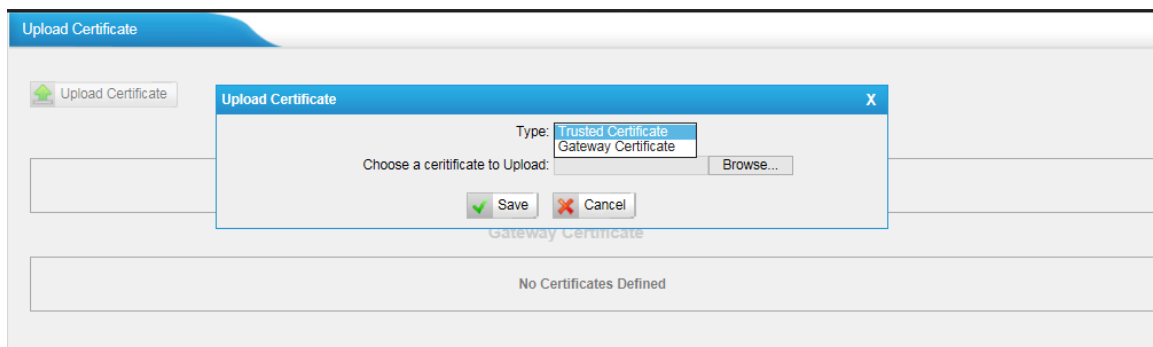 Upload Certificate
Upload Certificate
Upload Certificate X
Type: Trusted Certificate
Gateway Certificate
Choose a ceritificate to Upload: Browse...
Save Cancel
Gateway Certificate
No Certificates Defined